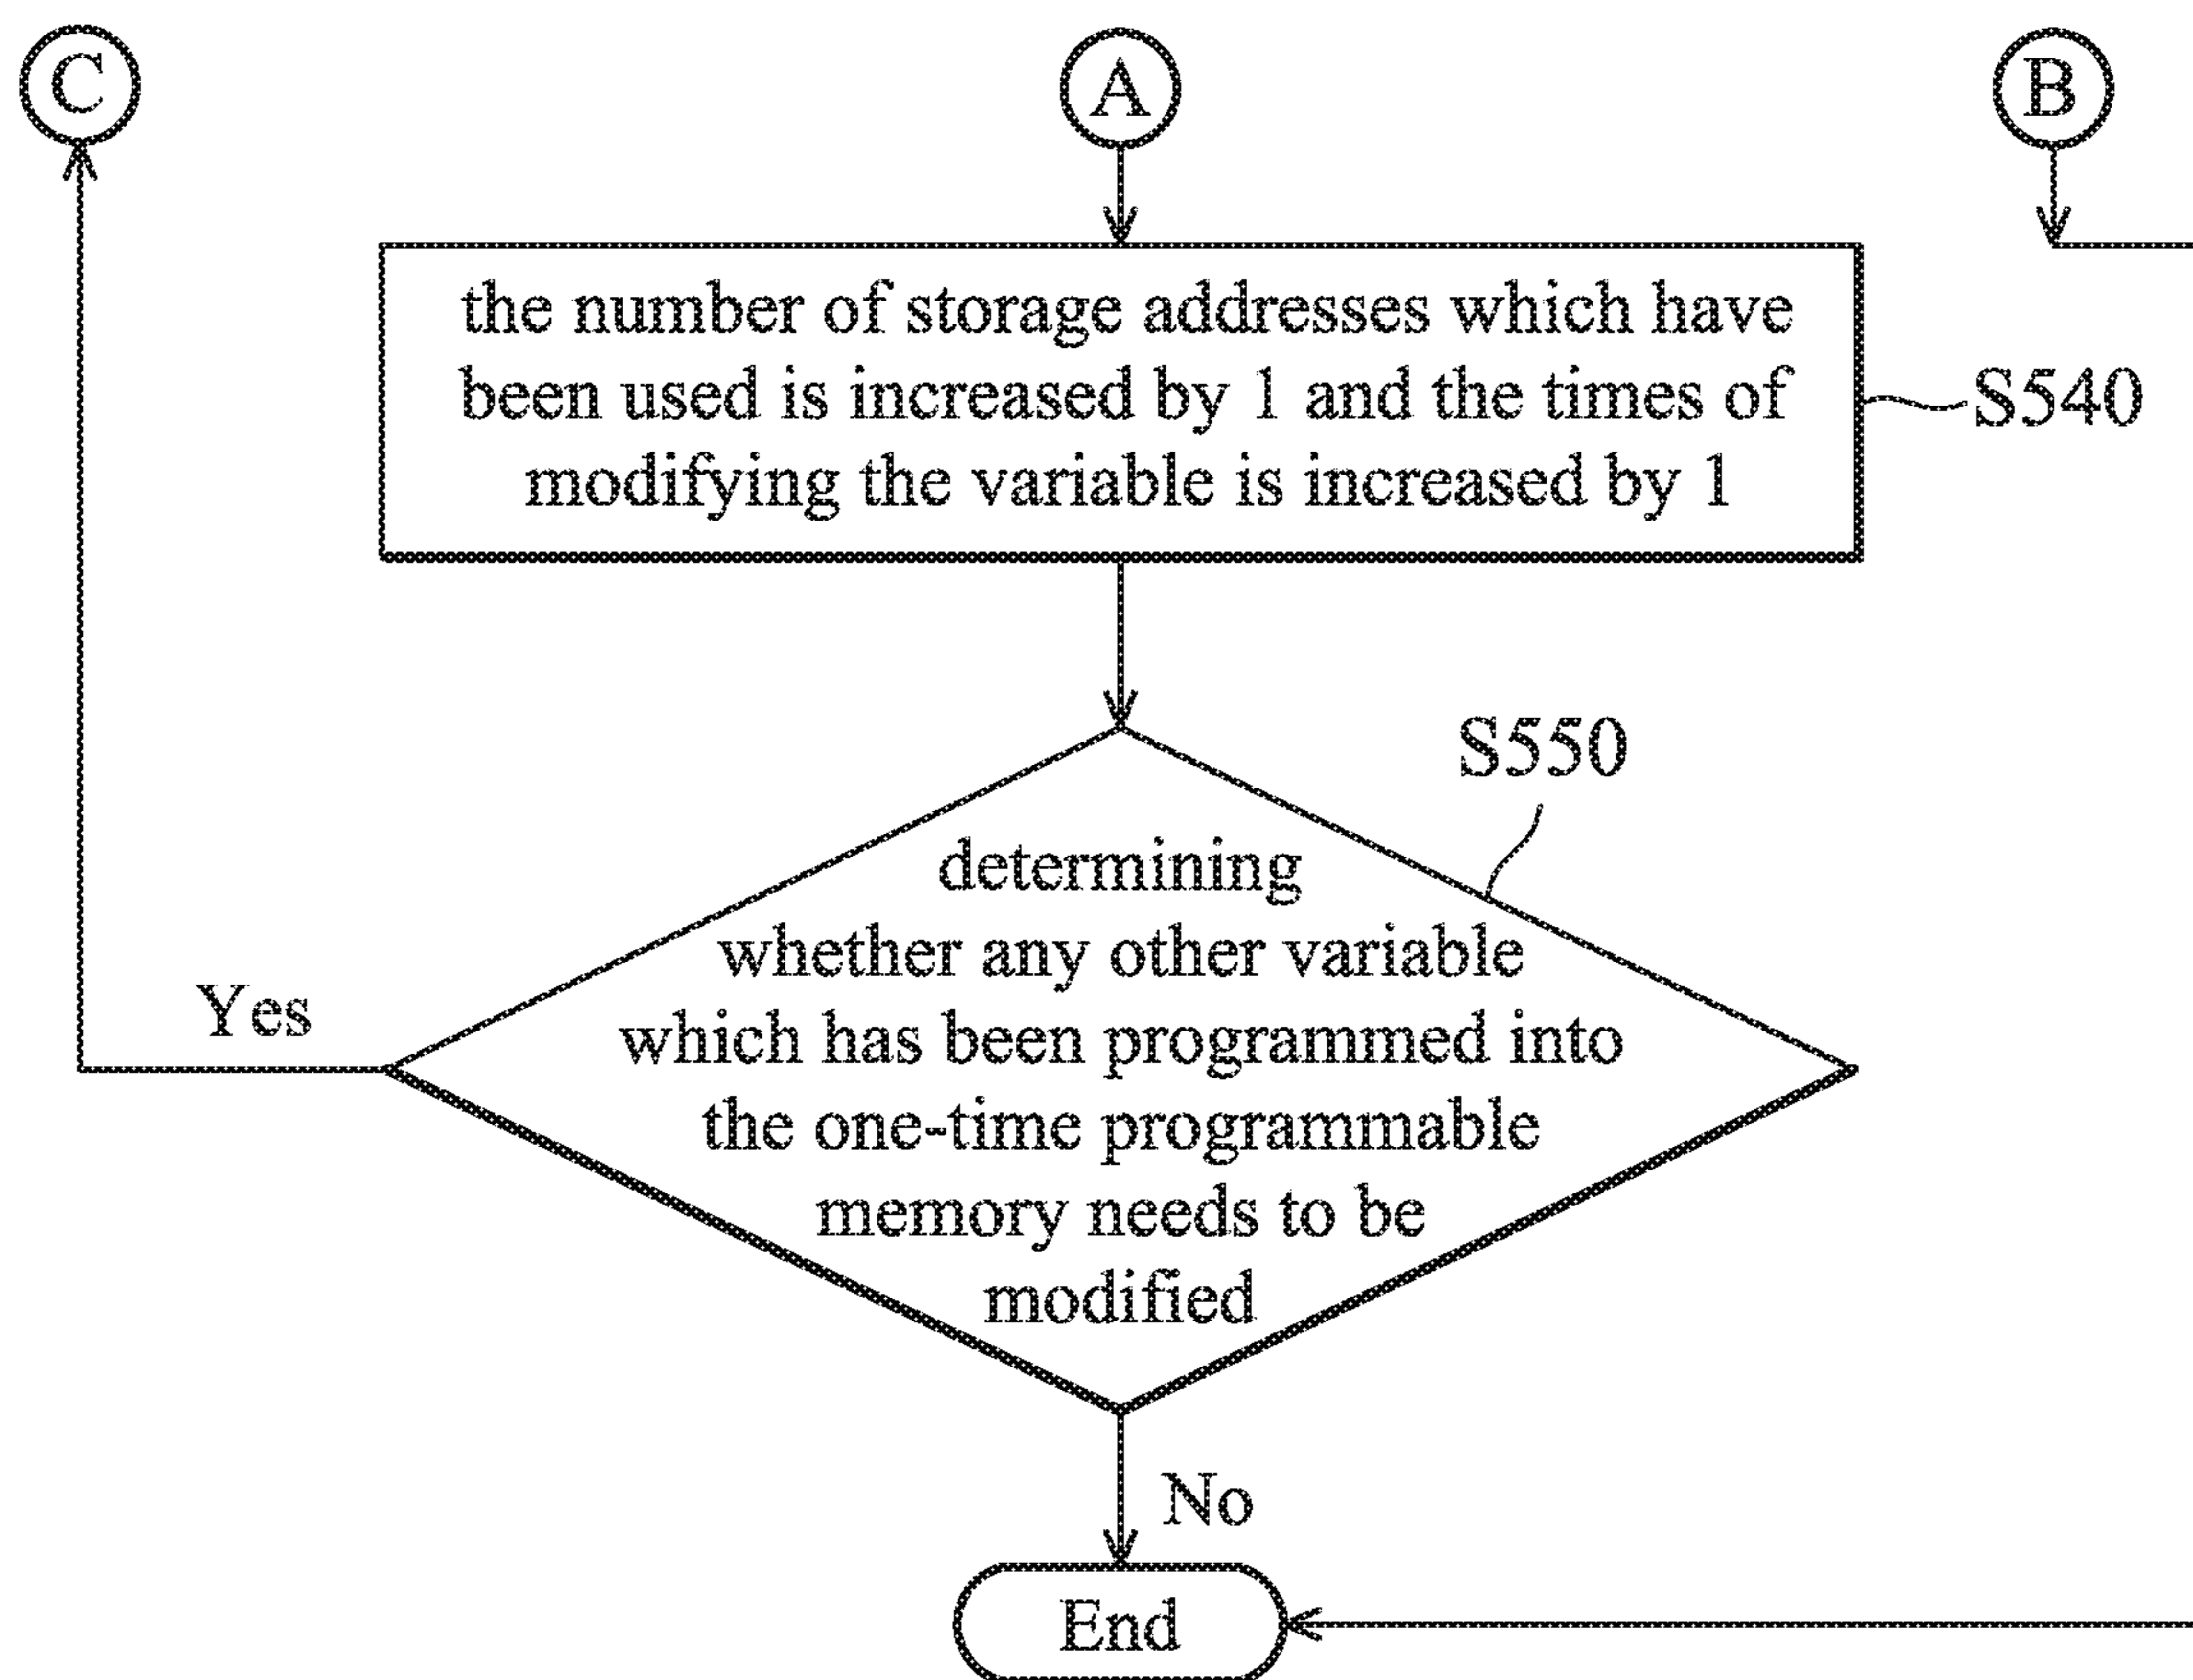 C
A
B
the number of storage addresses which have
been used is increased by 1 and the times of
modifying the variable is increased by 1
S540
S550
determining
whether any other variable
which has been programmed into
the one-time programmable
memory needs to be
modified
Yes
No
End